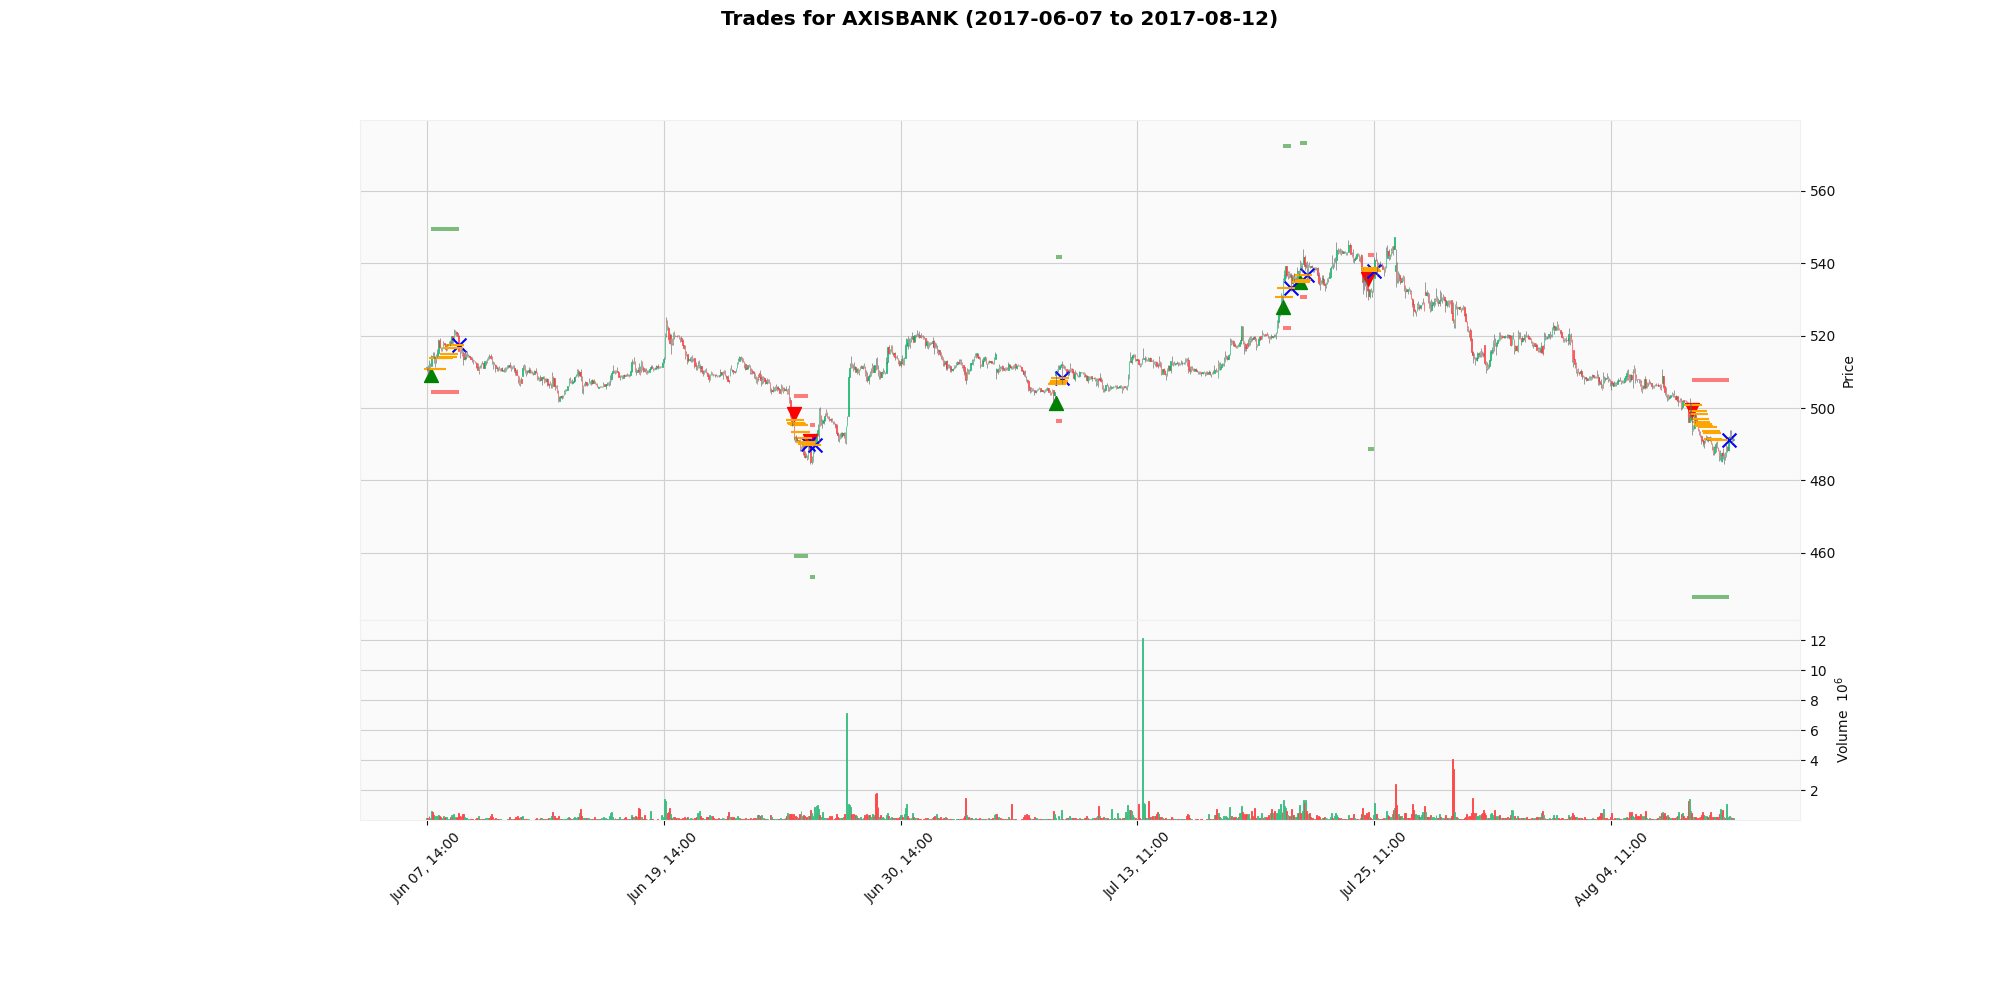 Trades for AXISBANK (2017-06-07 to 2017-08-12)
560
540
520
500
480
460
Price
12
10
8
6
4
2
Volume 10^6
Jun 07, 14:00
Jun 19, 14:00
Jun 30, 14:00
Jul 13, 11:00
Jul 25, 11:00
Aug 04, 11:00